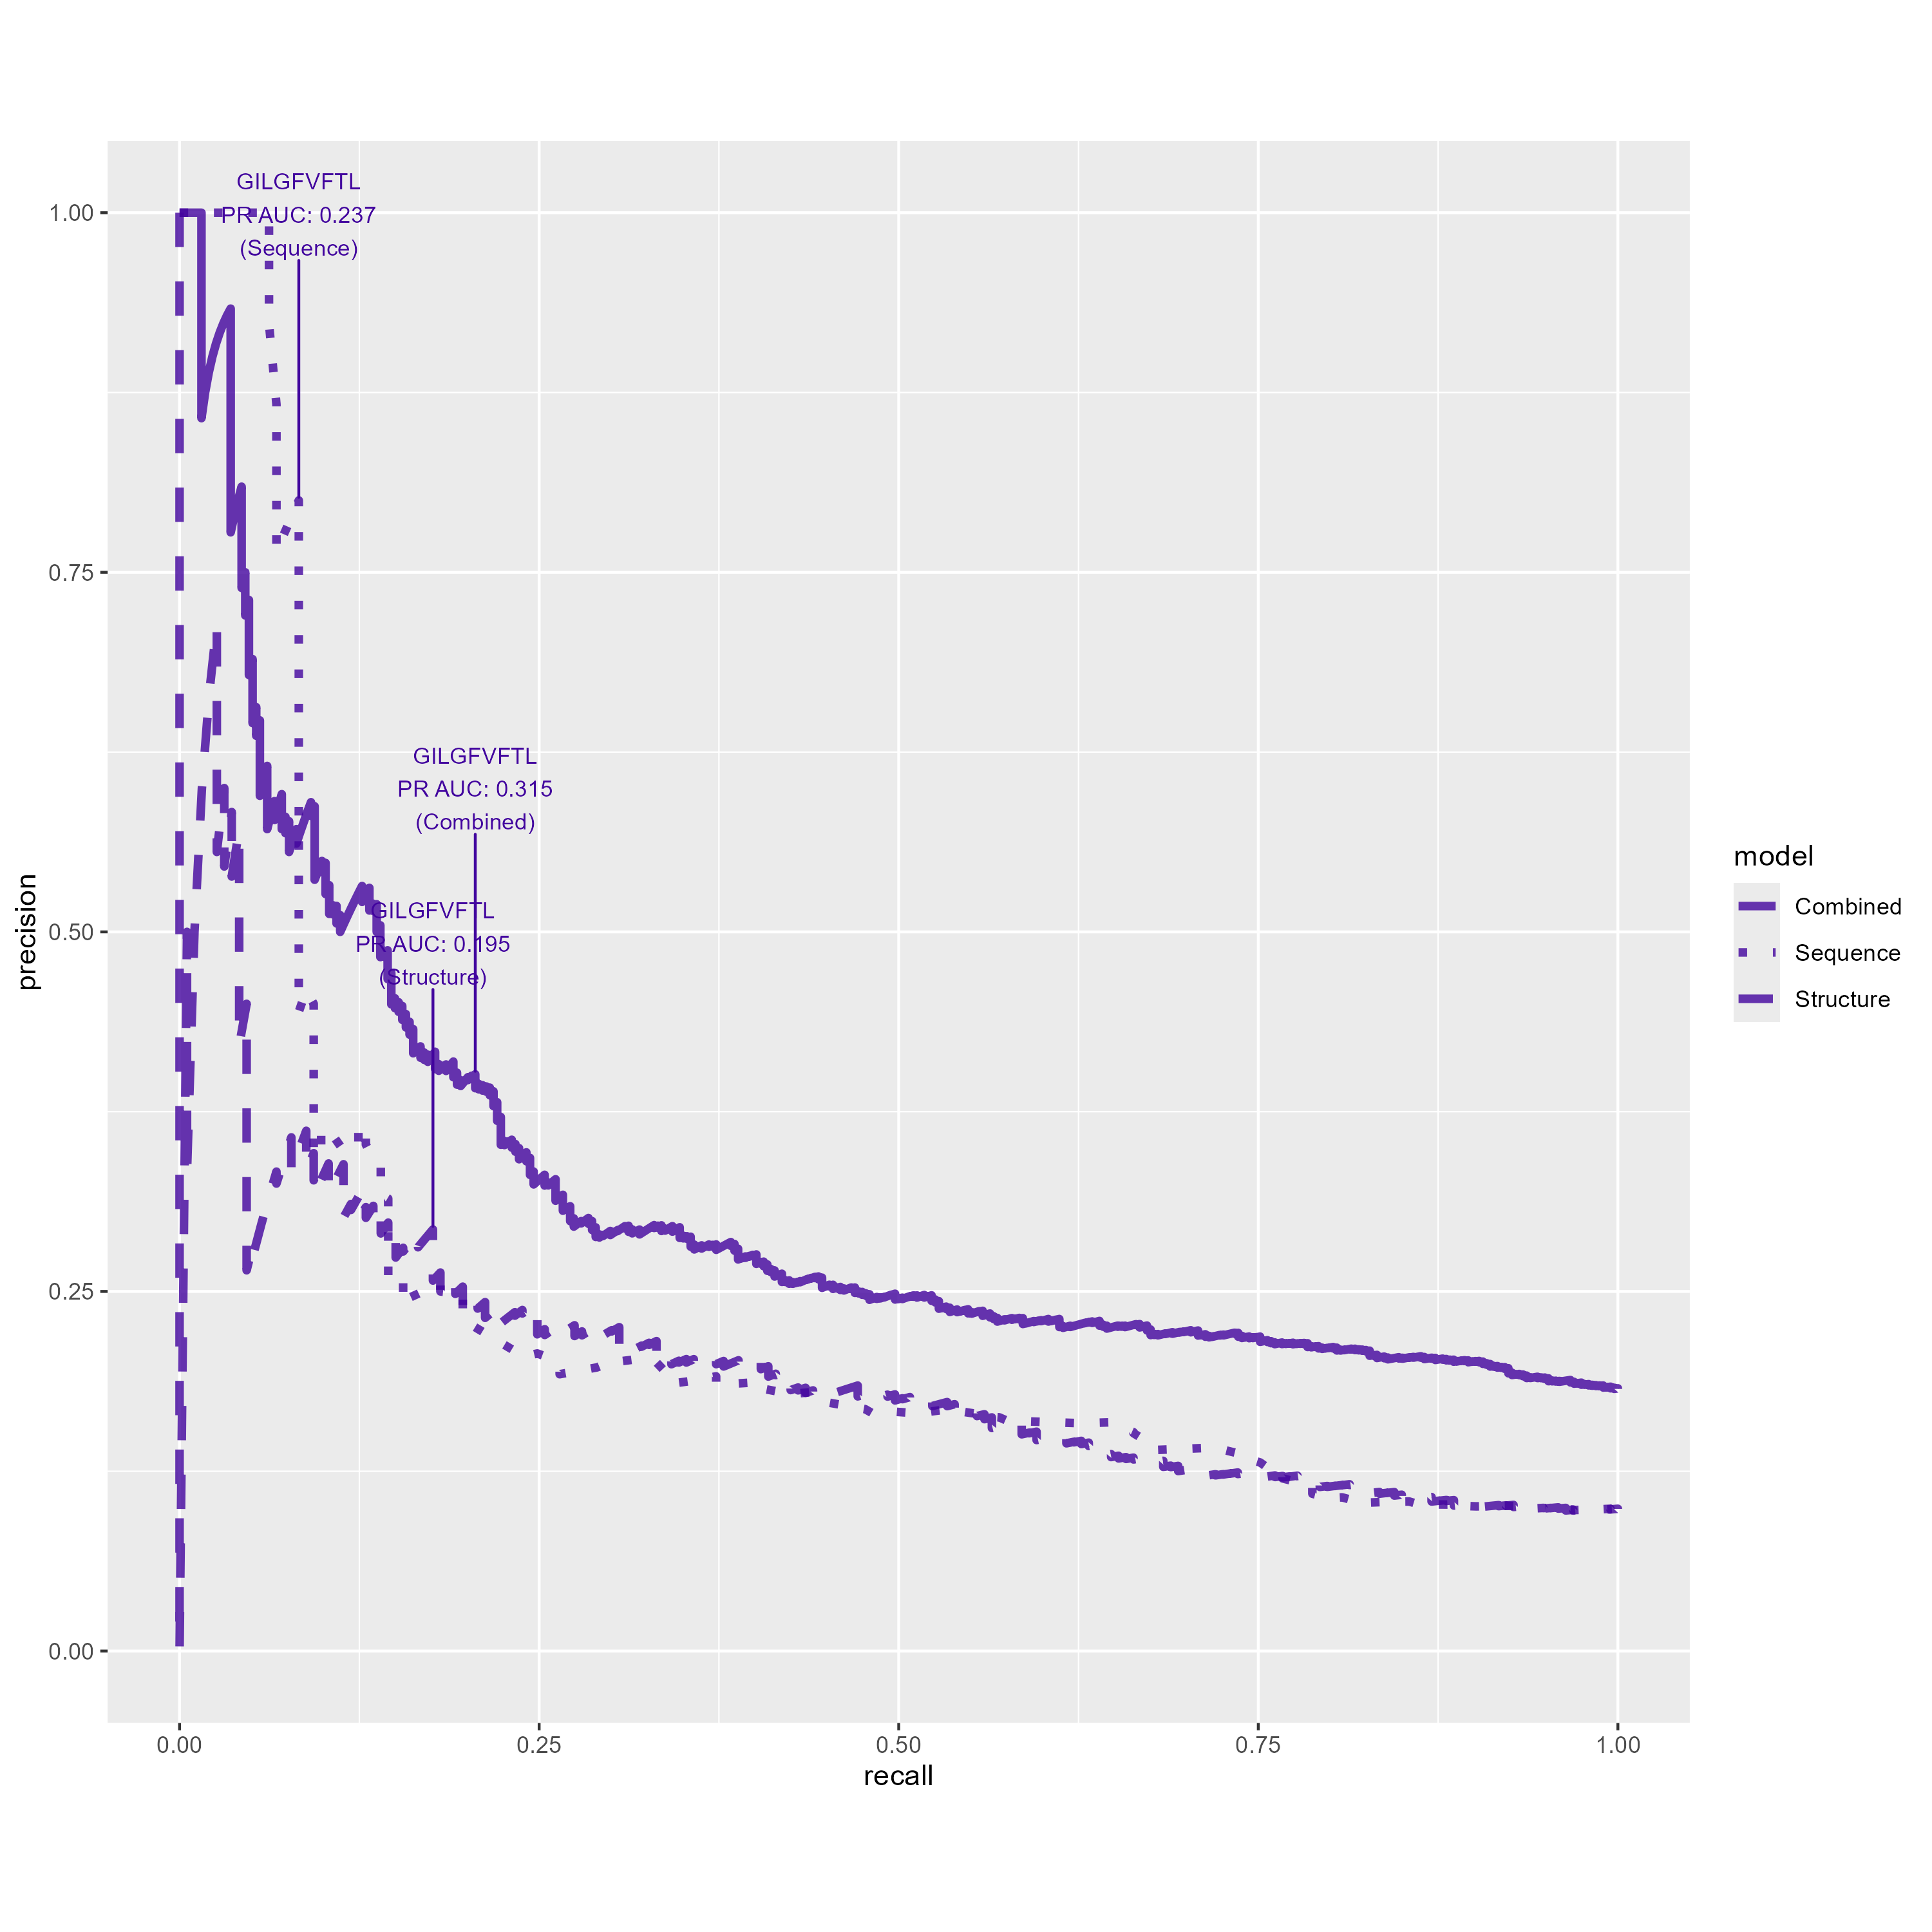 GILGFVFTL
PR AUC: 0.237
(Sequence)
GILGFVFTL
PR AUC: 0.315
(Combined)
GILGFVFTL
PR AUC: 0.195
(Structure)
1.00
0.75
0.50
0.25
0.00
precision
0.00
0.25
0.50
0.75
1.00
recall
model
Combined
Sequence
Structure